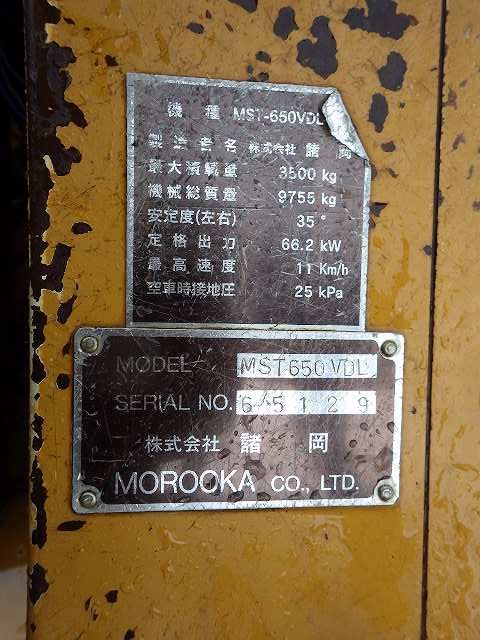 機種 MST-650VDL
製造者名 株式会社 諸岡
最大積載重 3500 kg
機械総質量 9755 kg
安定度(左右) 35°
定格出力 66.2 kW
最高速度 11 Km/h
空車時接地圧 25 kPa
MODEL MST650VDL
SERIAL NO. 65129
株式会社 諸岡
MOROOKA CO., LTD.